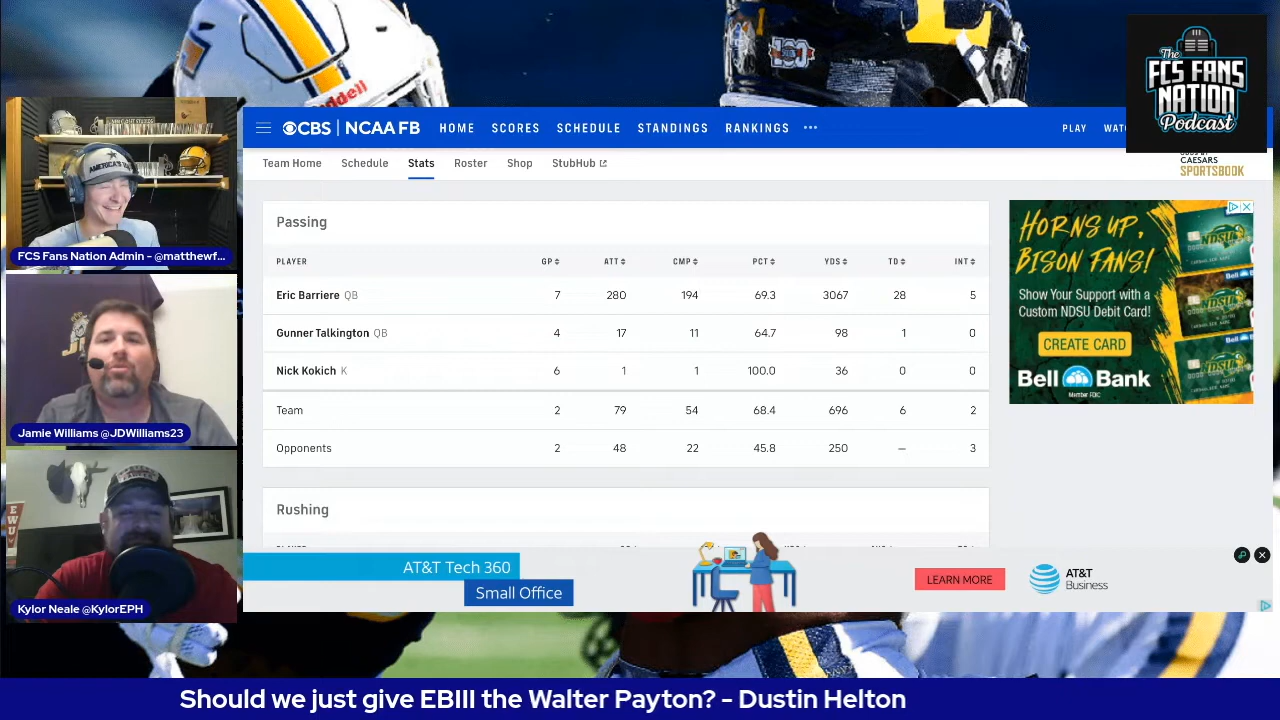 The
FCS FANS
NATION
Podcast
CBS | NCAA FB HOME SCORES SCHEDULE STANDINGS RANKINGS ••• PLAY
Team Home Schedule Stats Roster Shop StubHub
CAESARS
SPORTSBOOK
Passing
PLAYER GP ATT CMP PCT YDS TD INT
Eric Barriere QB 7 280 194 69.3 3067 28 5
Gunner Talkington QB 4 17 11 64.7 98 1 0
Nick Kokich K 6 1 1 100.0 36 0 0
Team 2 79 54 68.4 696 6 2
Opponents 2 48 22 45.8 250 — 3
Rushing
HORNS UP,
BISON FANS!
Show Your Support with a
Custom NDSU Debit Card!
CREATE CARD
Bell Bank
Member FDIC
NDSU
AT&T Tech 360
Small Office
LEARN MORE
AT&T
Business
FCS Fans Nation Admin - @matthewf...
Jamie Williams @JDWilliams23
EWU
Kylor Neale @KylorEPH
Should we just give EBIII the Walter Payton? - Dustin Helton